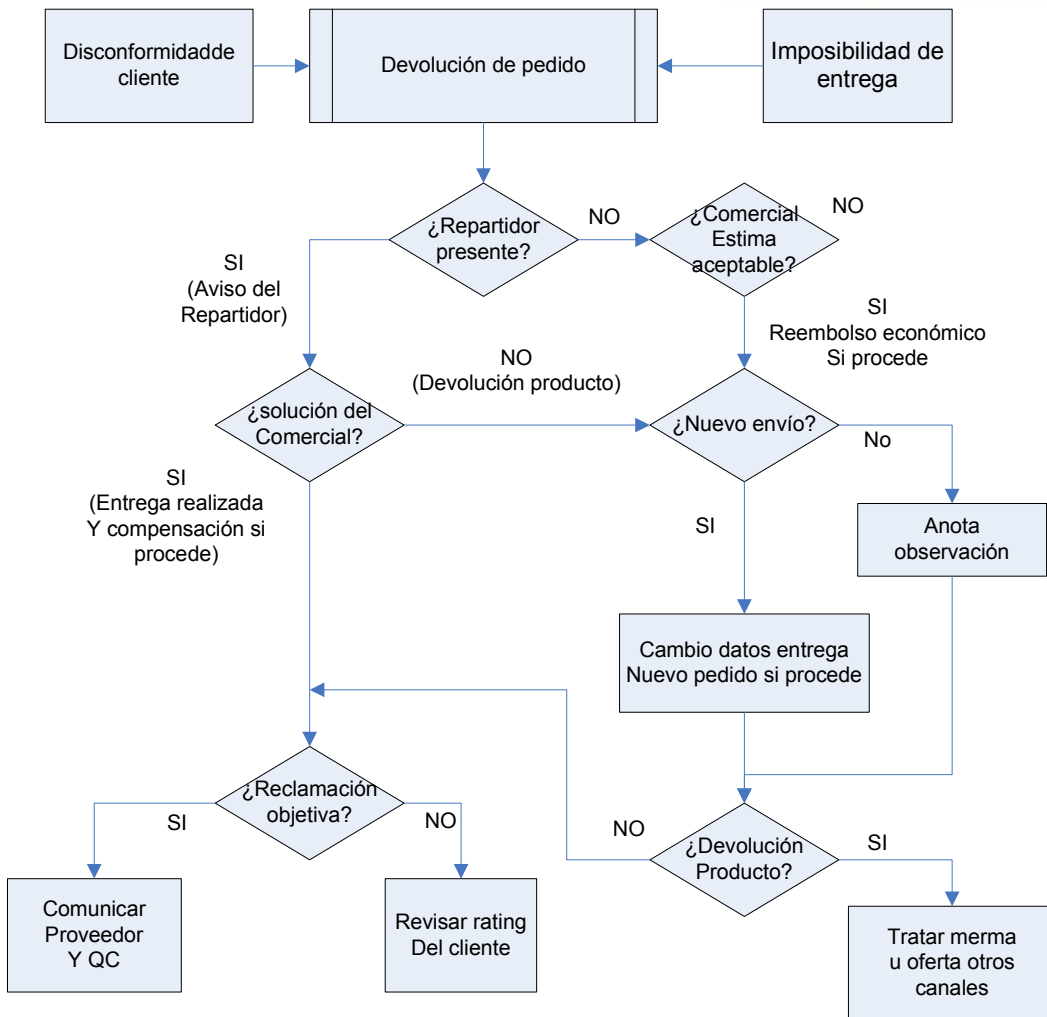 Disconformidadde
cliente
Devolución de pedido
Imposibilidad de
entrega
¿Repartidor
presente?
NO
¿Comercial
Estima
aceptable?
NO
SI
(Aviso del
Repartidor)
SI
Reembolso económico
Si procede
NO
(Devolución producto)
¿solución del
Comercial?
¿Nuevo envío?
No
SI
(Entrega realizada
Y compensación si
procede)
SI
Anota
observación
Cambio datos entrega
Nuevo pedido si procede
¿Reclamación
objetiva?
SI
NO
NO
¿Devolución
Producto?
SI
Comunicar
Proveedor
Y QC
Revisar rating
Del cliente
Tratar merma
u oferta otros
canales